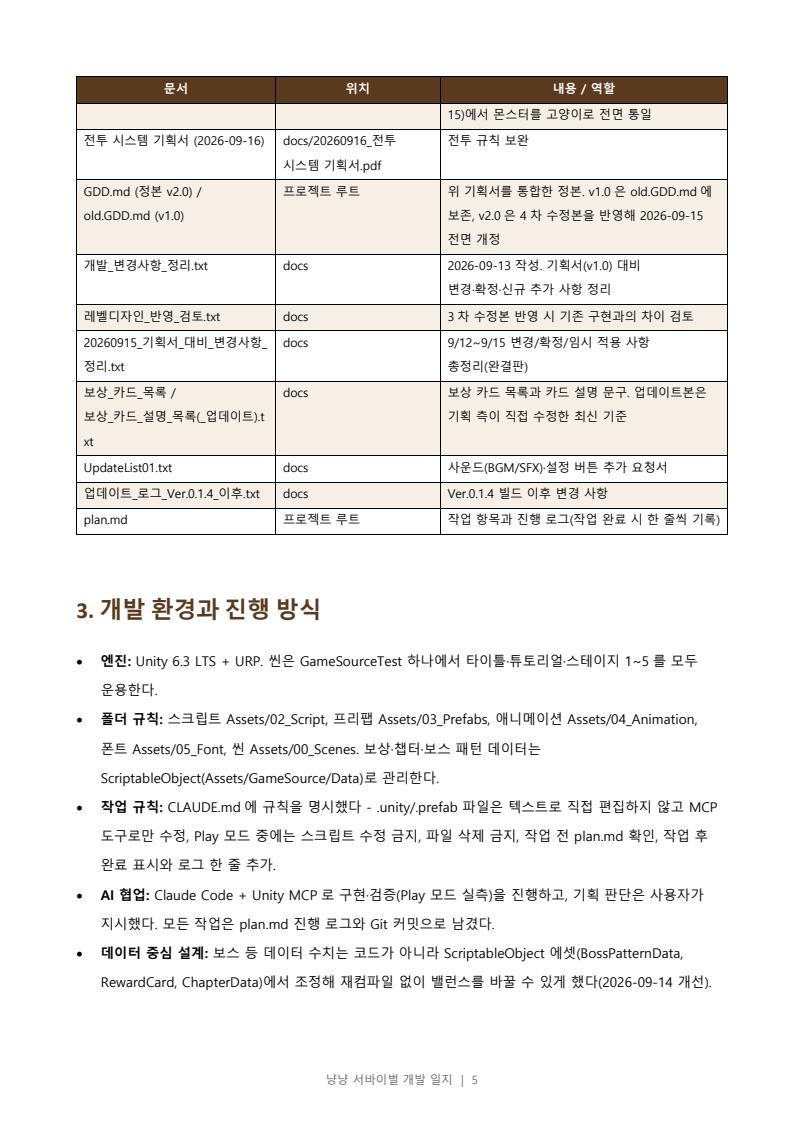 문서 위치 내용 / 역할
15)에서 몬스터를 고양이로 전면 통일
전투 시스템 기획서 (2026-09-16) docs/20260916_전투 전투 규칙 보완
시스템 기획서.pdf
GDD.md (정본 v2.0) / 프로젝트 루트 위 기획서를 통합한 정본. v1.0 은 old.GDD.md 에
old.GDD.md (v1.0) 보존, v2.0 은 4 차 수정본을 반영해 2026-09-15
전면 개정
개발_변경사항_정리.txt docs 2026-09-13 작성. 기획서(v1.0) 대비
변경·확정·신규 추가 사항 정리
레벨디자인_반영_검토.txt docs 3 차 수정본 반영 시 기존 구현과의 차이 검토
20260915_기획서_대비_변경사항_ docs 9/12~9/15 변경/확정/임시 적용 사항
정리.txt 총정리(완결판)
보상_카드_목록 / docs 보상 카드 목록과 카드 설명 문구. 업데이트본은
보상_카드_설명_목록(_업데이트).t 기획 측이 직접 수정한 최신 기준
xt
UpdateList01.txt docs 사운드(BGM/SFX)·설정 버튼 추가 요청서
업데이트_로그_Ver.0.1.4_이후.txt docs Ver.0.1.4 빌드 이후 변경 사항
plan.md 프로젝트 루트 작업 항목과 진행 로그(작업 완료 시 한 줄씩 기록)
3. 개발 환경과 진행 방식
• 엔진: Unity 6.3 LTS + URP. 씬은 GameSourceTest 하나에서 타이틀·튜토리얼·스테이지 1~5 를 모두
운용한다.
• 폴더 규칙: 스크립트 Assets/02_Script, 프리팹 Assets/03_Prefabs, 애니메이션 Assets/04_Animation,
폰트 Assets/05_Font, 씬 Assets/00_Scenes. 보상·챕터·보스 패턴 데이터는
ScriptableObject(Assets/GameSource/Data)로 관리한다.
• 작업 규칙: CLAUDE.md 에 규칙을 명시했다 - .unity/.prefab 파일은 텍스트로 직접 편집하지 않고 MCP
도구로만 수정, Play 모드 중에는 스크립트 수정 금지, 파일 삭제 금지, 작업 전 plan.md 확인, 작업 후
완료 표시와 로그 한 줄 추가.
• AI 협업: Claude Code + Unity MCP 로 구현·검증(Play 모드 실측)을 진행하고, 기획 판단은 사용자가
지시했다. 모든 작업은 plan.md 진행 로그와 Git 커밋으로 남겼다.
• 데이터 중심 설계: 보스 등 데이터 수치는 코드가 아니라 ScriptableObject 에셋(BossPatternData,
RewardCard, ChapterData)에서 조정해 재컴파일 없이 밸런스를 바꿀 수 있게 했다(2026-09-14 개선).
냥냥 서바이벌 개발 일지 | 5